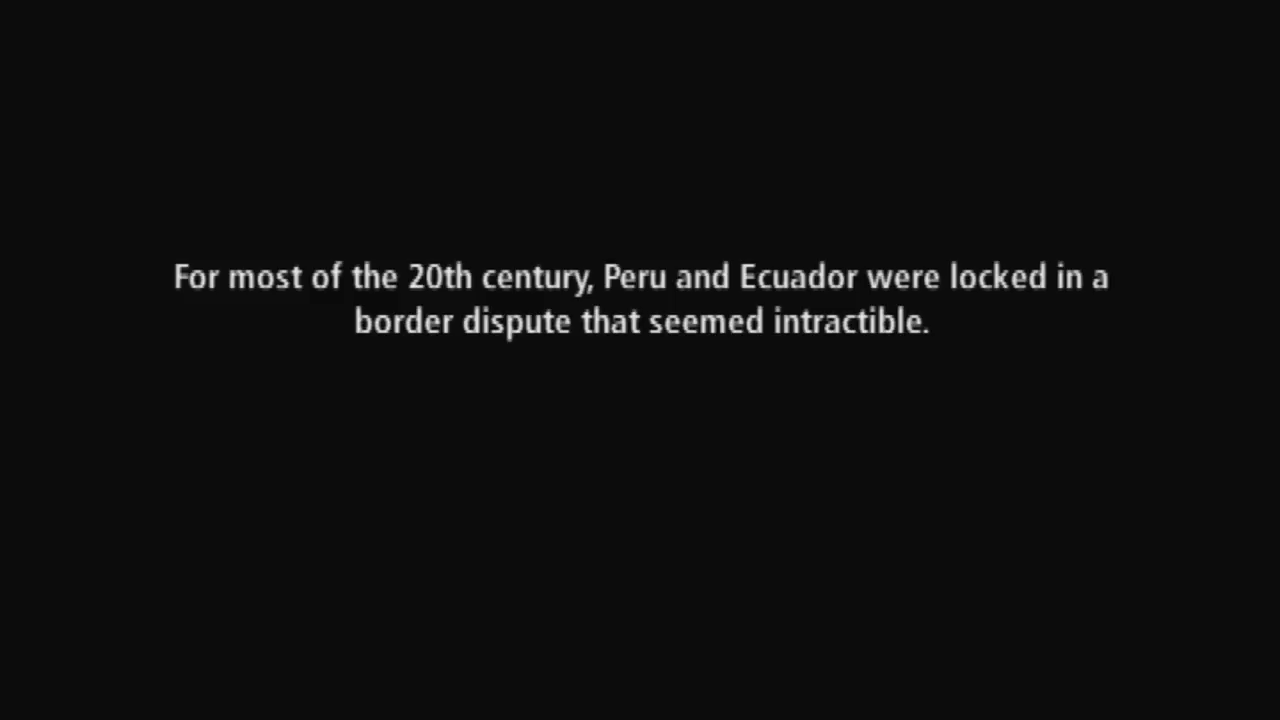 For most of the 20th century, Peru and Ecuador were locked in a
border dispute that seemed intractible.